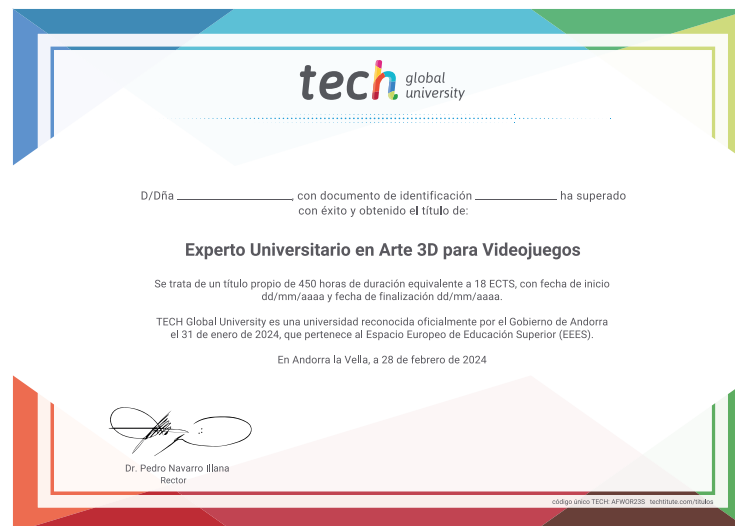 tech global university
D/Dña ______________, con documento de identificación __________ ha superado
con éxito y obtenido el título de:
Experto Universitario en Arte 3D para Videojuegos
Se trata de un título propio de 450 horas de duración equivalente a 18 ECTS, con fecha de inicio
dd/mm/aaaa y fecha de finalización dd/mm/aaaa.
TECH Global University es una universidad reconocida oficialmente por el Gobierno de Andorra
el 31 de enero de 2024, que pertenece al Espacio Europeo de Educación Superior (EEES).
En Andorra la Vella, a 28 de febrero de 2024
Dr. Pedro Navarro Illana
Rector
código único TECH: AFWOR23S techtitute.com/titulos